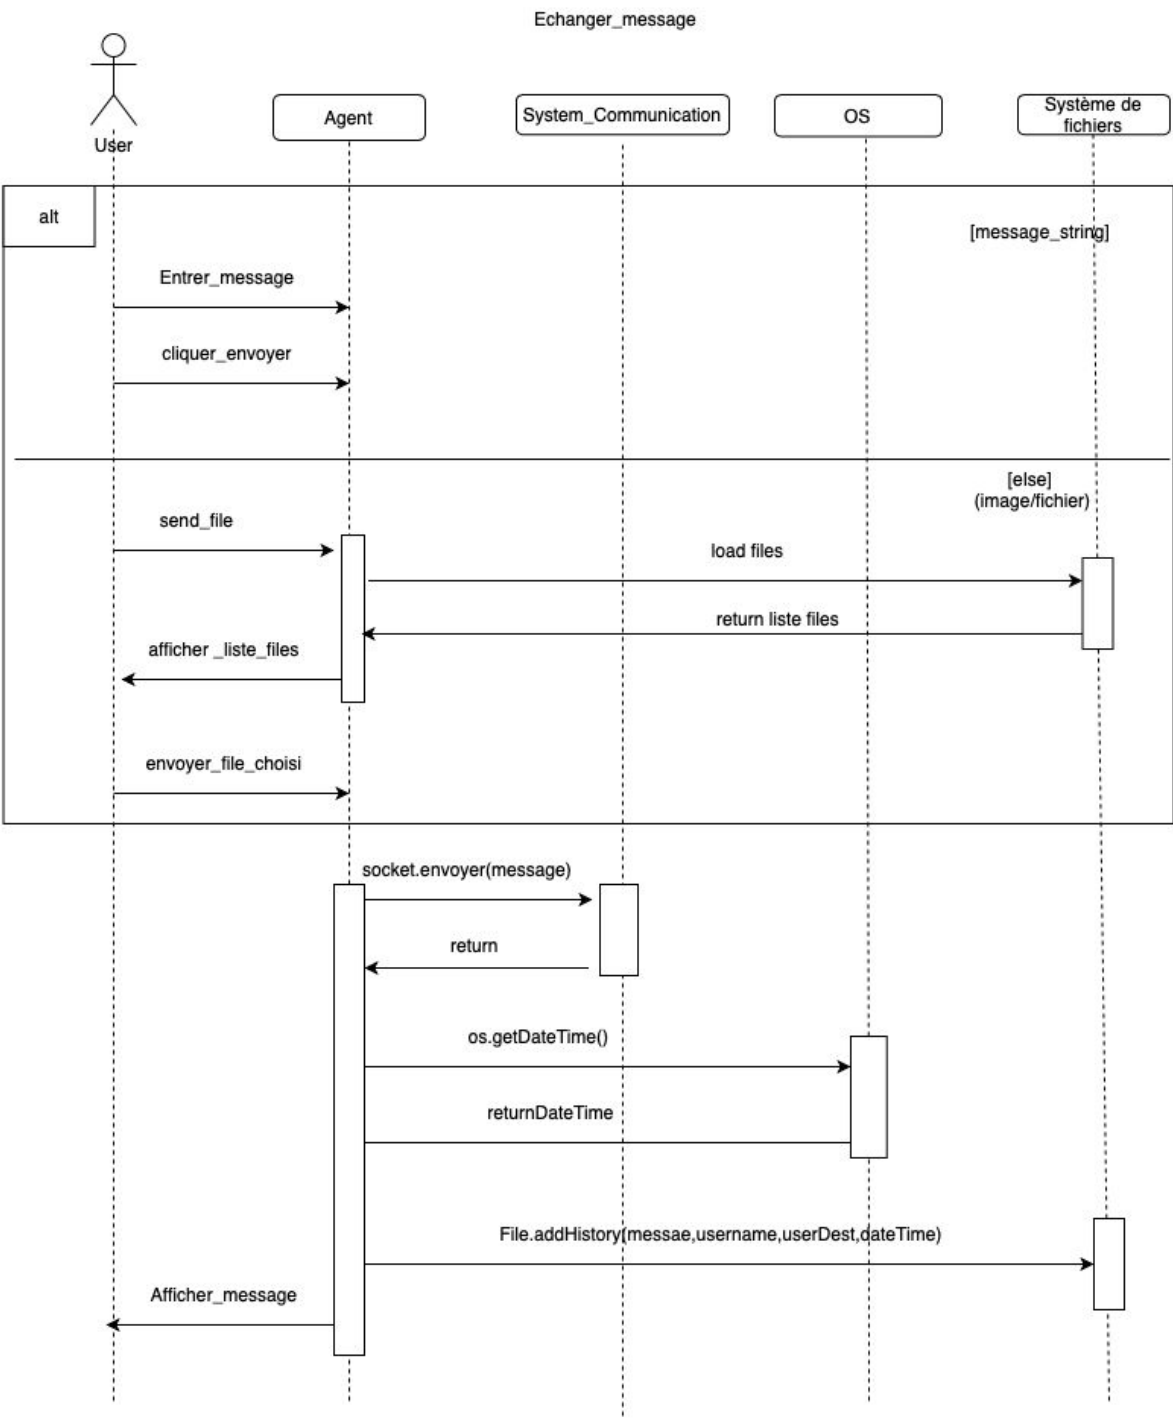 Echanger_message
User
Agent
System_Communication
OS
Système de
fichiers
alt
[message_string]
Entrer_message
cliquer_envoyer
[else]
(image/fichier)
send_file
load files
return liste files
afficher _liste_files
envoyer_file_choisi
socket.envoyer(message)
return
os.getDateTime()
returnDateTime
File.addHistory(messae,username,userDest,dateTime)
Afficher_message